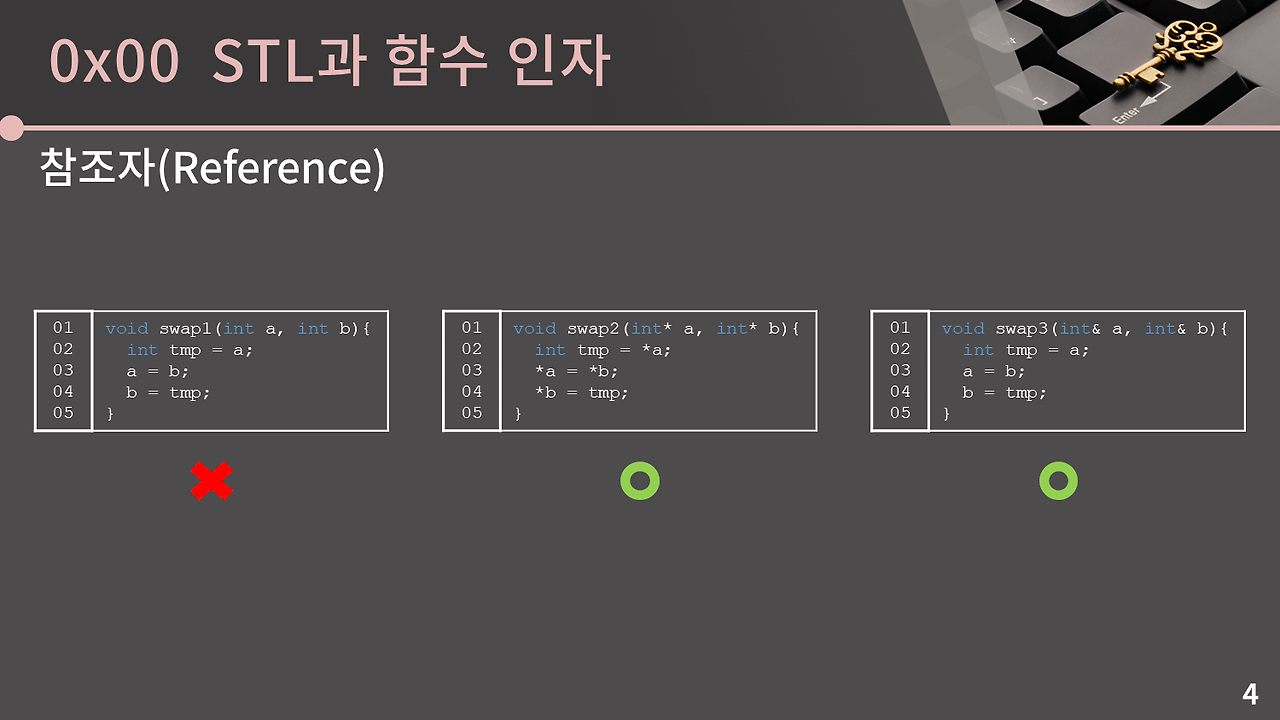 0x00 STL과 함수 인자
Enter
참조자(Reference)
01 void swap1(int a, int b){
02   int tmp = a;
03   a = b;
04   b = tmp;
05 }
01 void swap2(int* a, int* b){
02   int tmp = *a;
03   *a = *b;
04   *b = tmp;
05 }
01 void swap3(int& a, int& b){
02   int tmp = a;
03   a = b;
04   b = tmp;
05 }
4